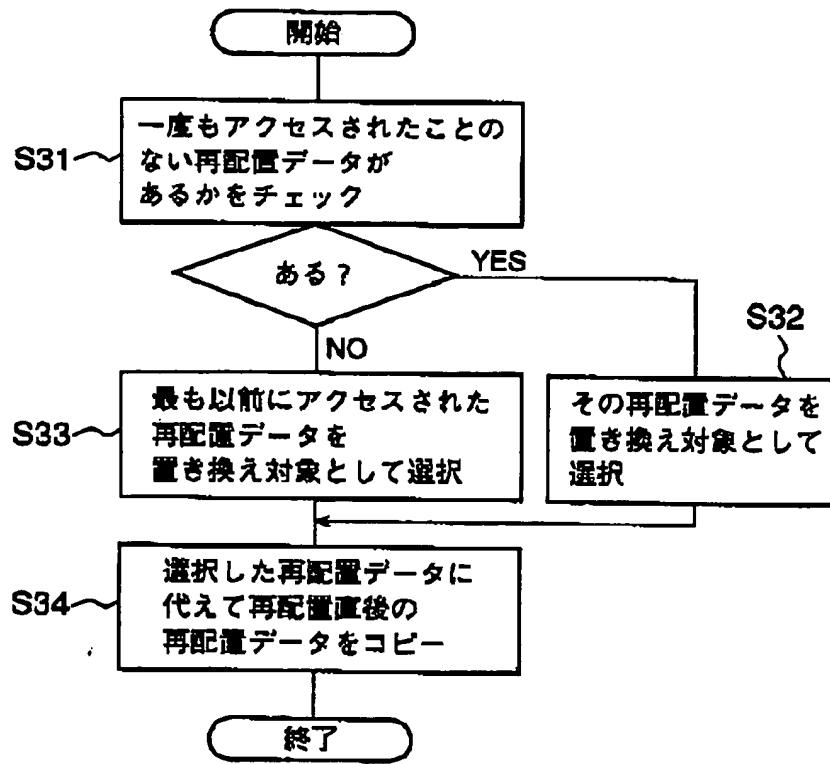 開始
S31
一度もアクセスされたことの
ない再配置データが
あるかをチェック
ある?
YES
NO
S32
その再配置データを
置き換え対象として
選択
S33
最も以前にアクセスされた
再配置データを
置き換え対象として選択
S34
選択した再配置データに
代えて再配置直後の
再配置データをコピー
終了